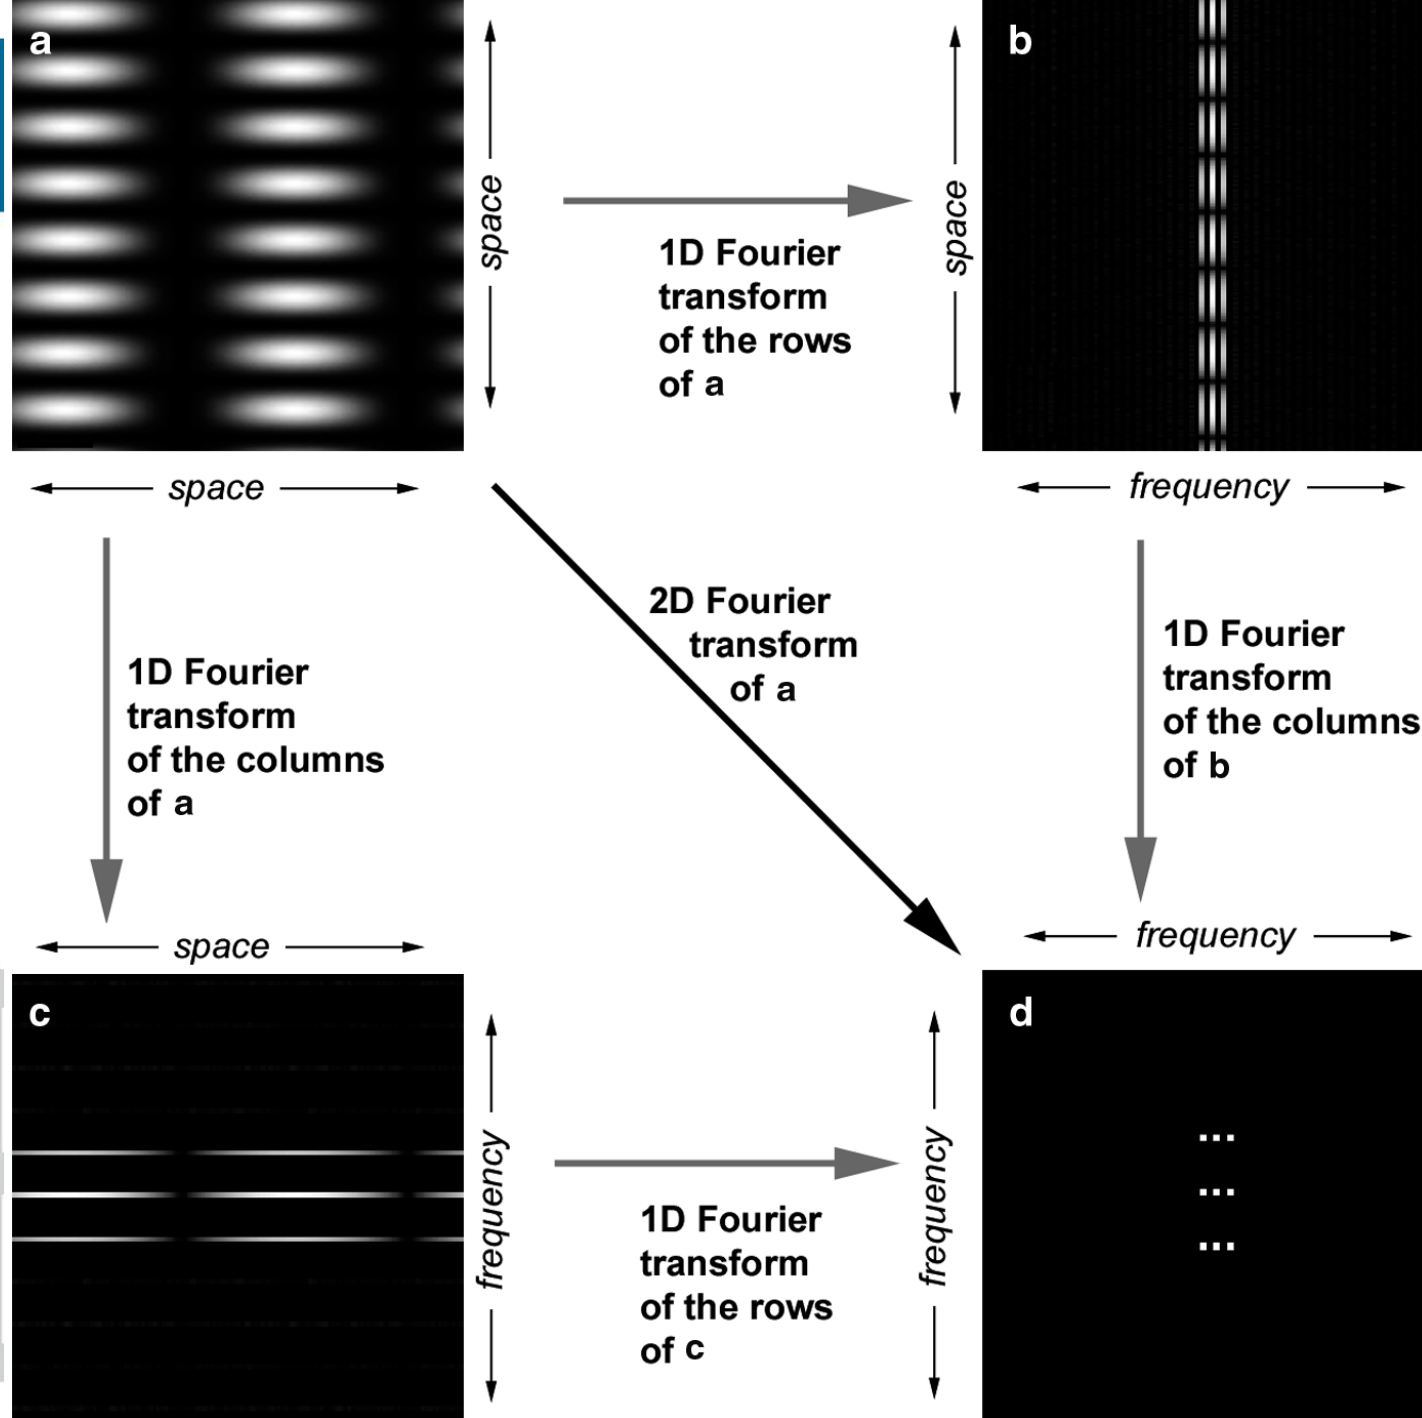 a
b
space
space
1D Fourier
transform
of the rows
of a
space
frequency
2D Fourier
transform
of a
1D Fourier
transform
of the columns
of b
1D Fourier
transform
of the columns
of a
space
frequency
c
d
frequency
frequency
1D Fourier
transform
of the rows
of c